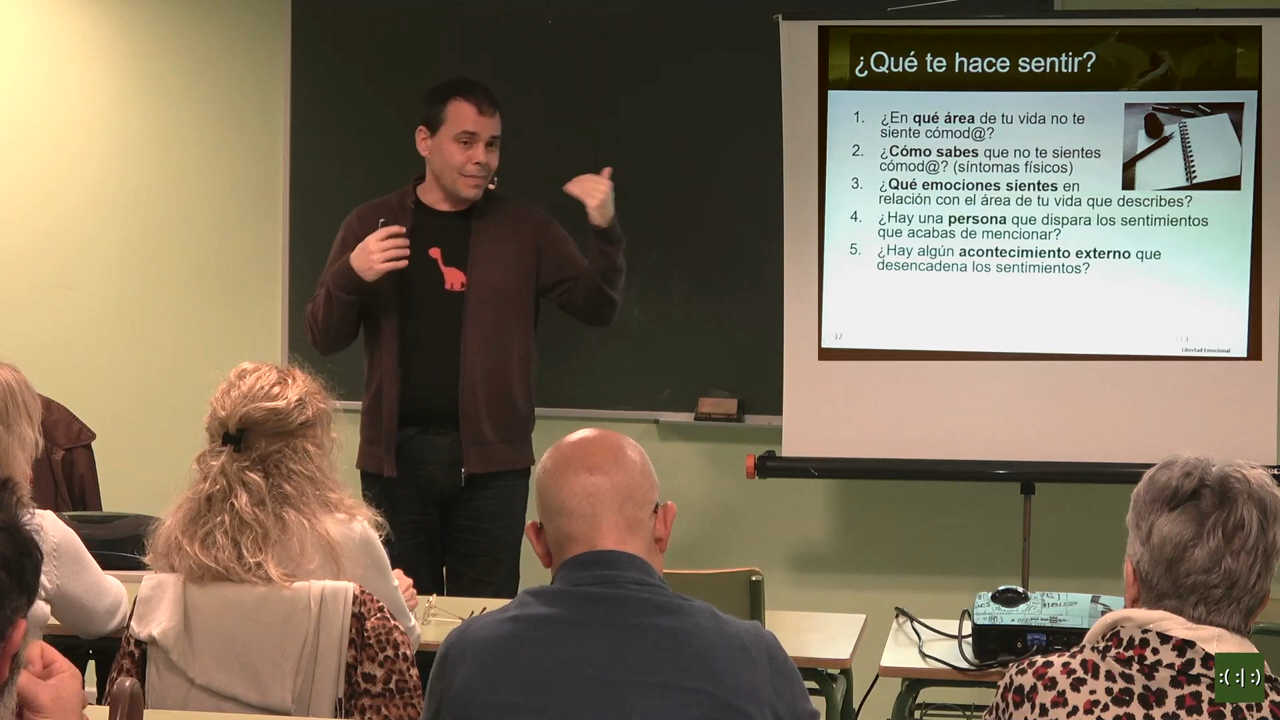 ¿Qué te hace sentir?
1. ¿En qué área de tu vida no te
siente cómod@?
2. ¿Cómo sabes que no te sientes
cómod@? (síntomas físicos)
3. ¿Qué emociones sientes en
relación con el área de tu vida que describes?
4. ¿Hay una persona que dispara los sentimientos
que acabas de mencionar?
5. ¿Hay algún acontecimiento externo que
desencadena los sentimientos?
12
Libertad Emocional
:( :| :)